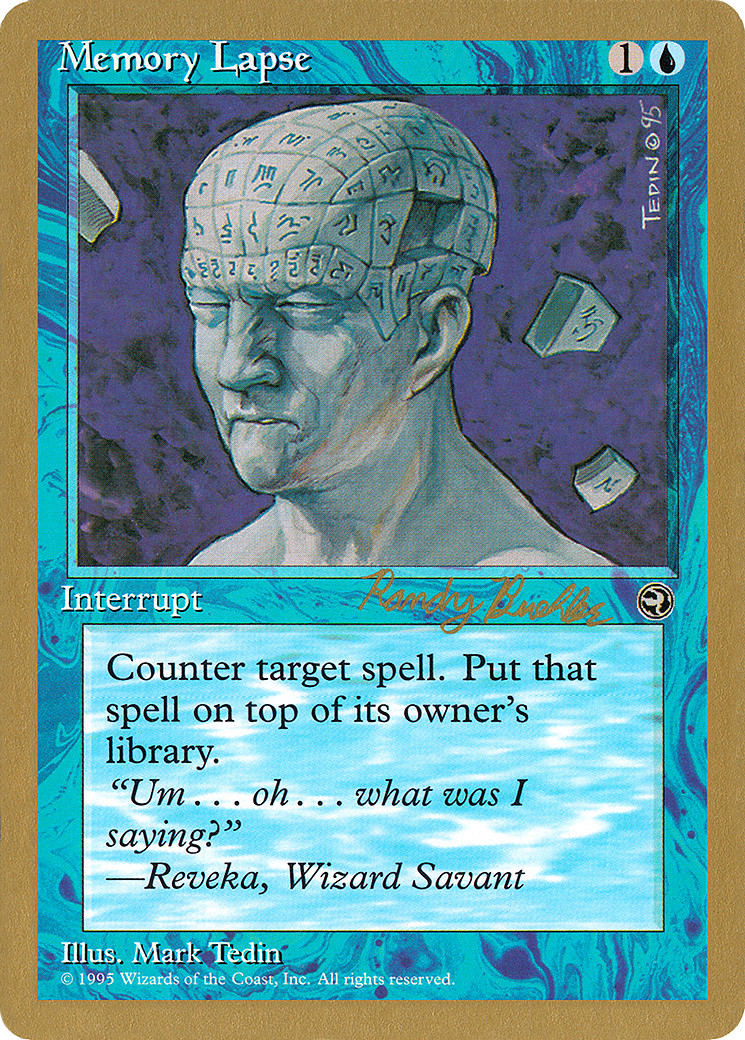 Memory Lapse 1
TEDIN © 95
Interrupt
Randy Buehler
Counter target spell. Put that
spell on top of its owner's
library.
“Um . . . oh . . . what was I
saying?”
—Reveka, Wizard Savant
Illus. Mark Tedin
© 1995 Wizards of the Coast, Inc. All rights reserved.